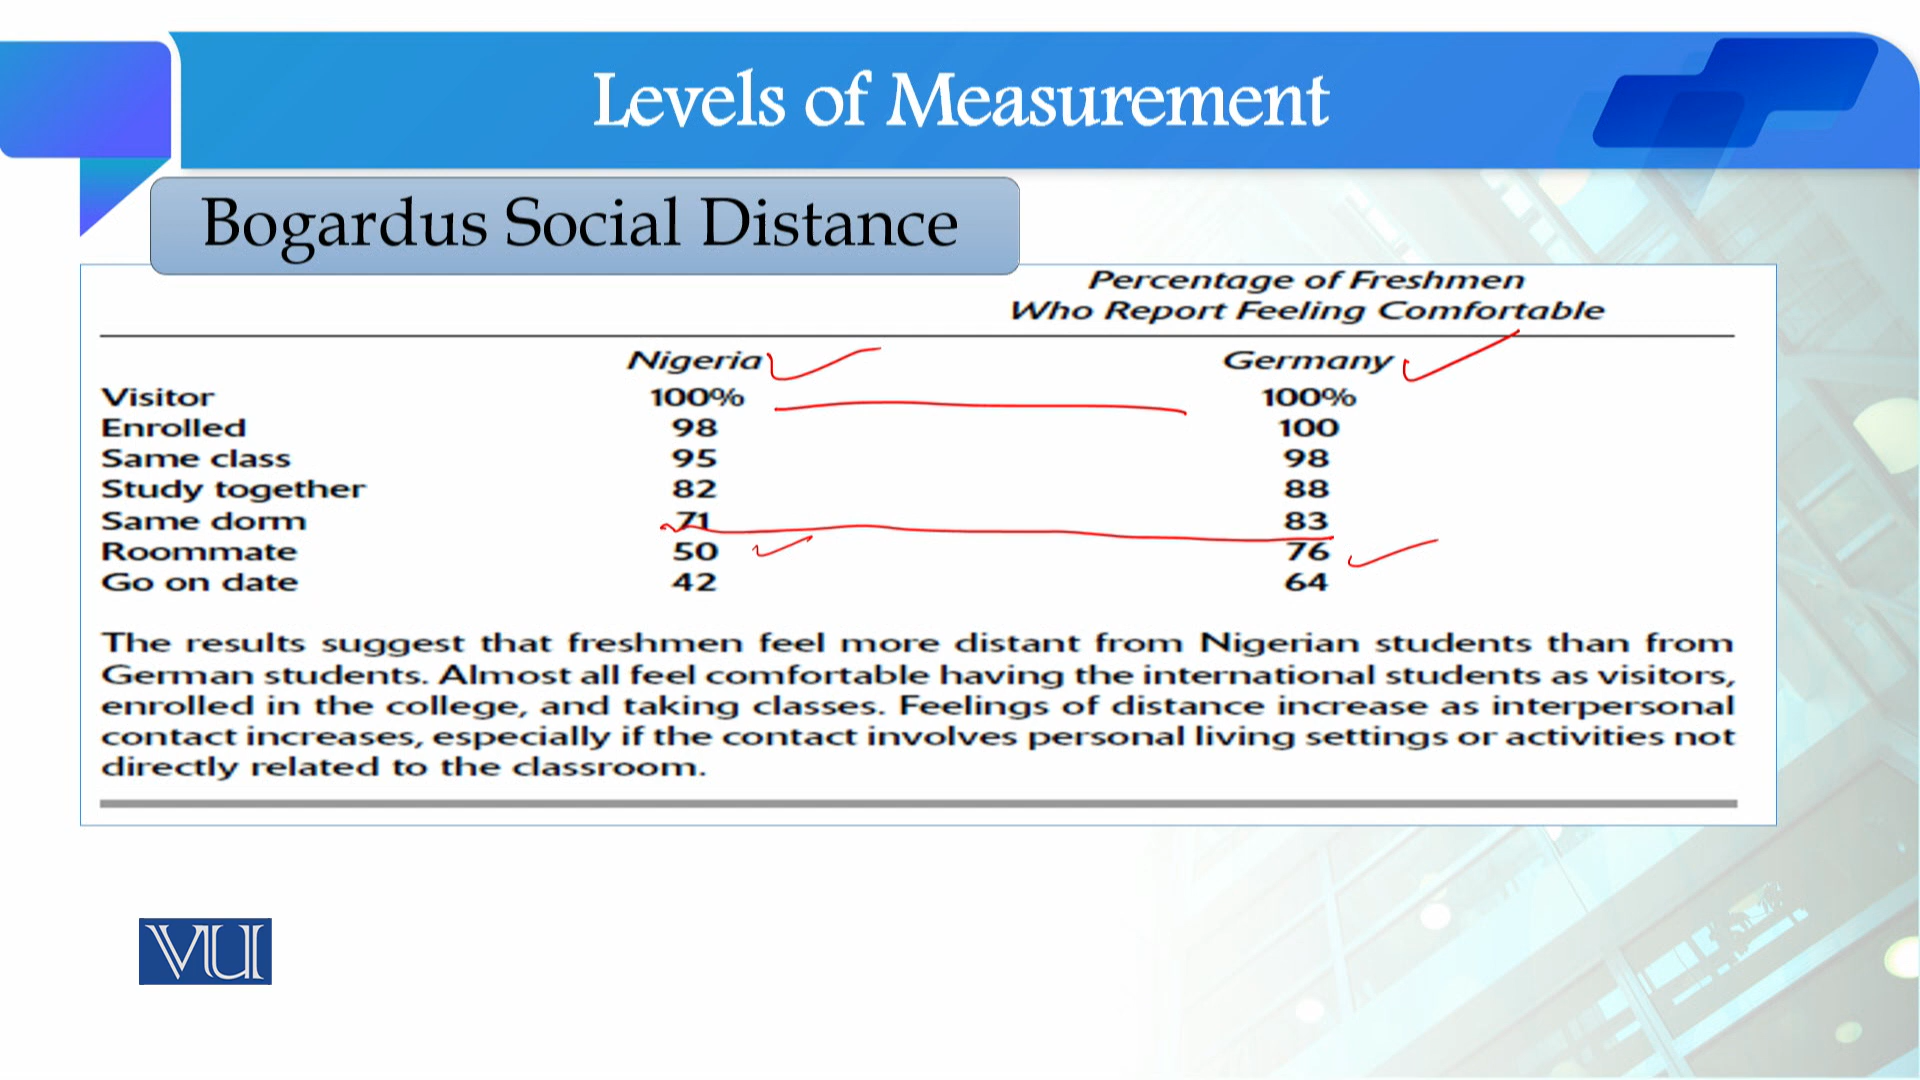 Levels of Measurement
Bogardus Social Distance
Percentage of Freshmen
Who Report Feeling Comfortable
Nigeria Germany
Visitor 100% 100%
Enrolled 98 100
Same class 95 98
Study together 82 88
Same dorm 71 83
Roommate 50 76
Go on date 42 64
The results suggest that freshmen feel more distant from Nigerian students than from
German students. Almost all feel comfortable having the international students as visitors,
enrolled in the college, and taking classes. Feelings of distance increase as interpersonal
contact increases, especially if the contact involves personal living settings or activities not
directly related to the classroom.
VU